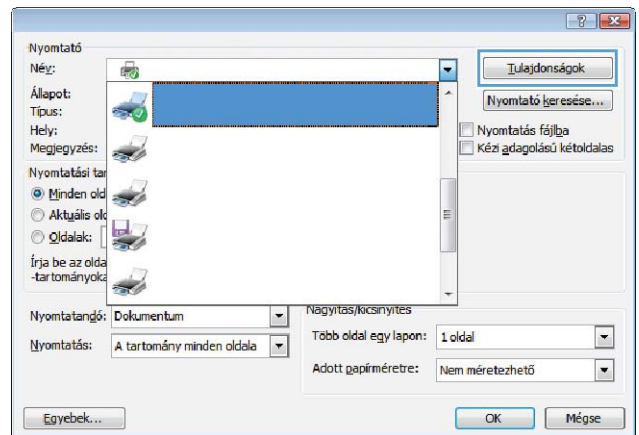 Nyomtató
Név:
Tulajdonságok
Állapot:
Nyomtató keresése...
Típus:
Hely:
Nyomtatás fájlba
Megjegyzés:
Kézi adagolású kétoldalas
Nyomtatási tar
Minden old
Aktuális olo
Oldalak:
Írja be az olda
-tartományoka
Nagyítás/kicsinyítés
Nyomtatandó: Dokumentum
Több oldal egy lapon: 1 oldal
Nyomtatás: A tartomány minden oldala
Adott papírméretre: Nem méretezhető
Egyebek...
OK
Mégse